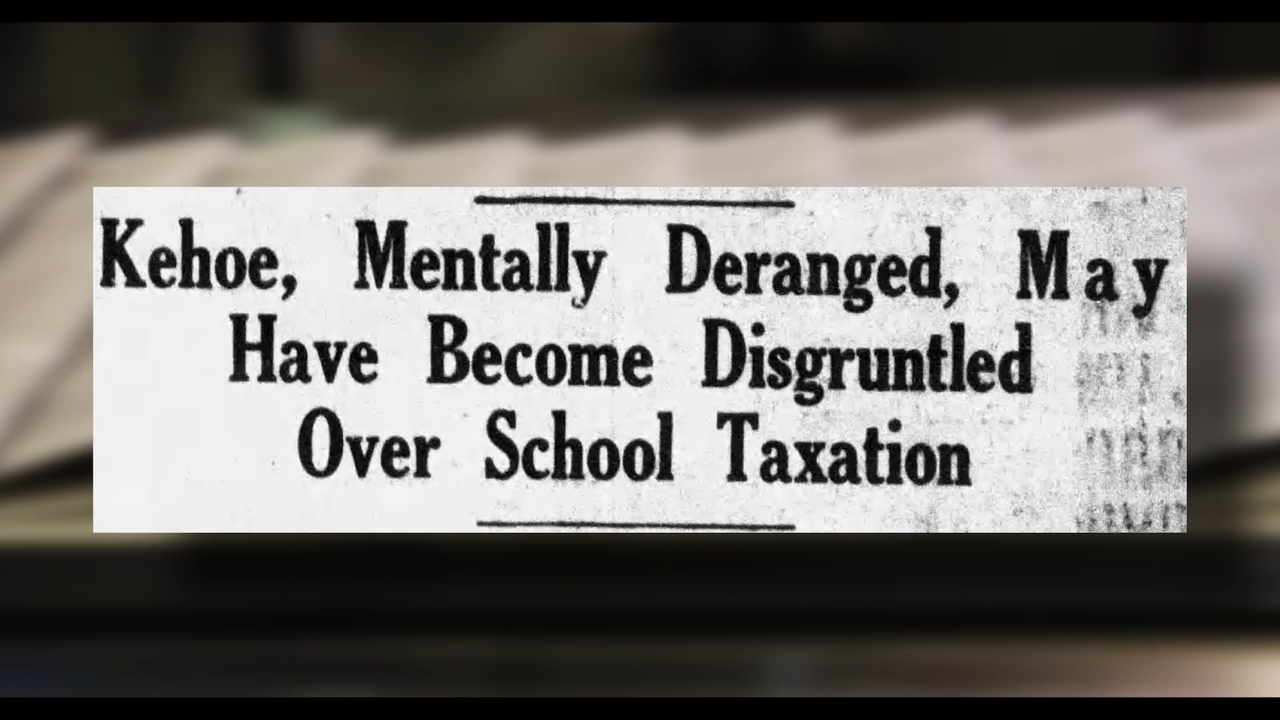 Kehoe, Mentally Deranged, May
Have Become Disgruntled
Over School Taxation